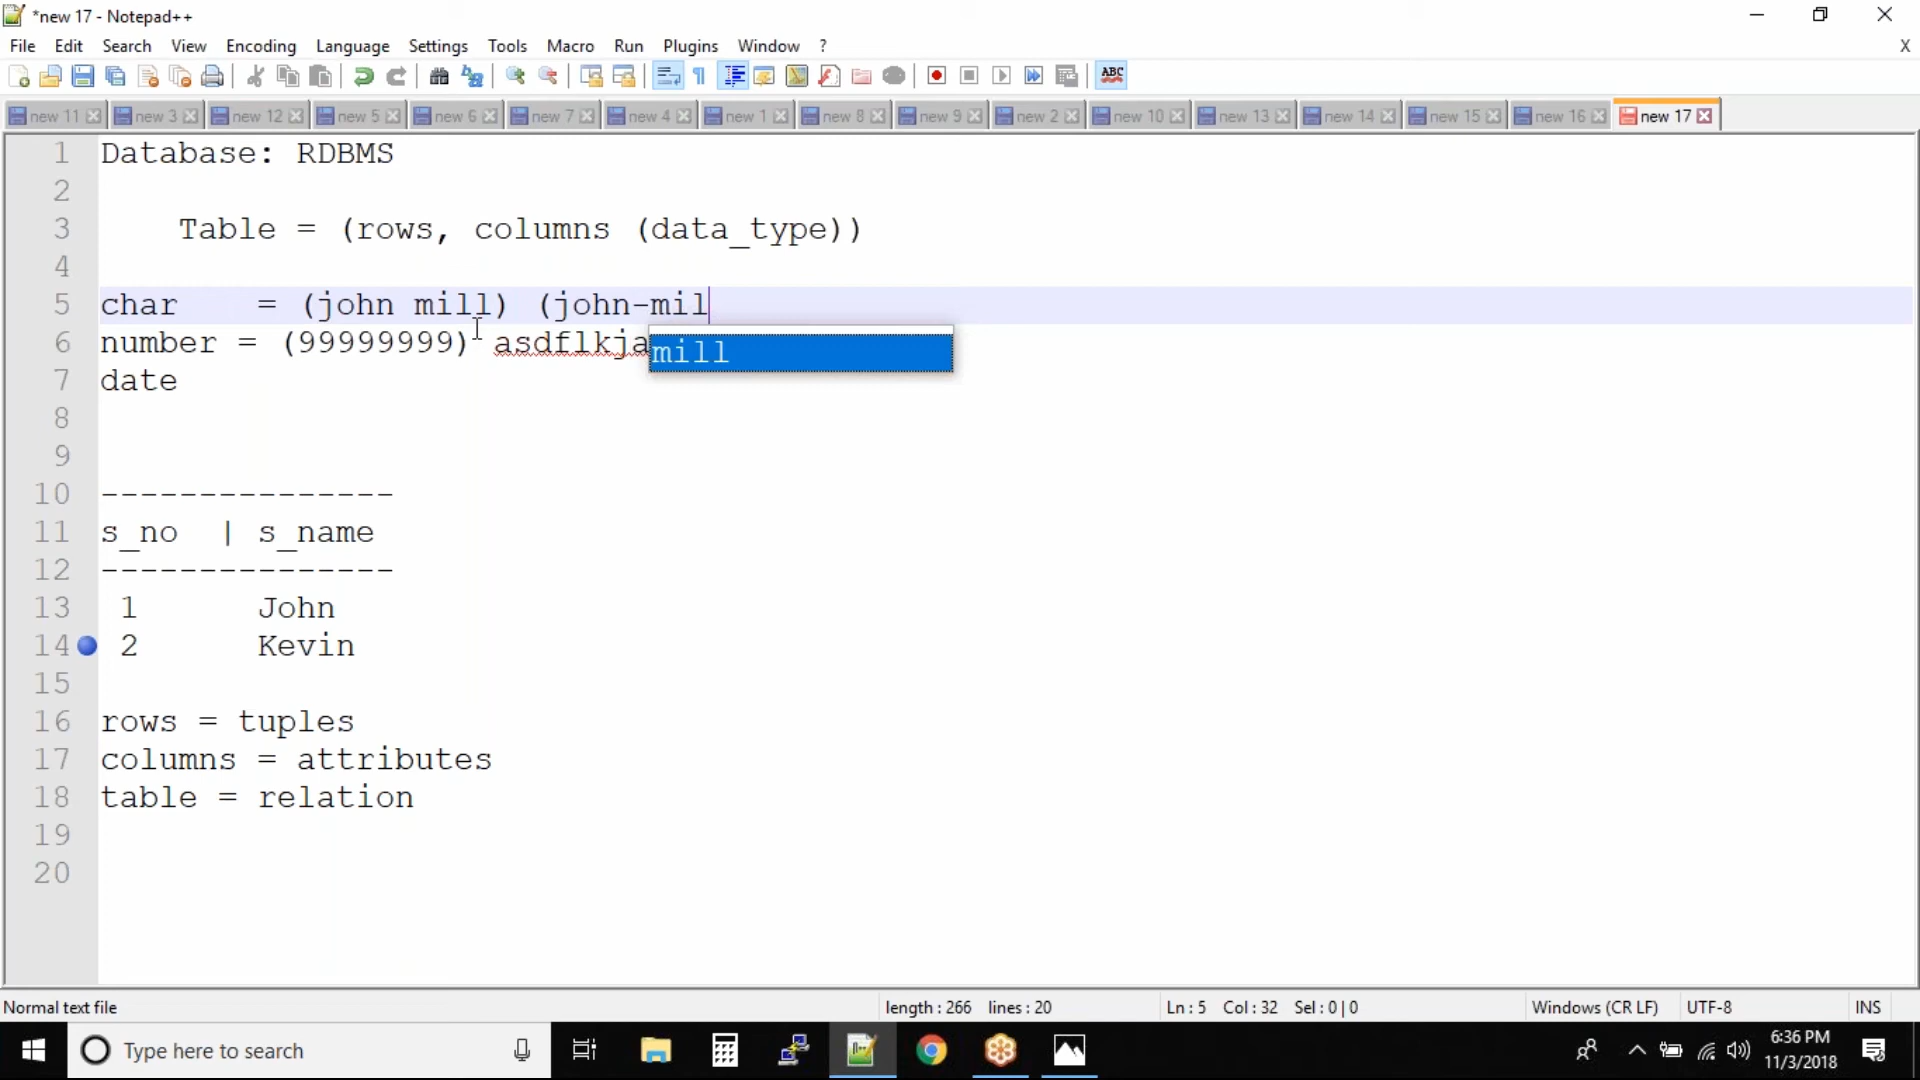 *new 17 - Notepad++
File Edit Search View Encoding Language Settings Tools Macro Run Plugins Window ? X
ABC
new 11 new 3 new 12 new 5 new 6 new 7 new 4 new 1 new 8 new 9 new 2 new 10 new 13 new 14 new 15 new 16 new 17
1 Database: RDBMS
2
3 Table = (rows, columns (data_type))
4
5 char = (john mill) (john-mil
6 number = (99999999) asdflkja
mill
7 date
8
9
10 ---------------
11 s_no | s_name
12 ---------------
13 1 John
14 2 Kevin
15
16 rows = tuples
17 columns = attributes
18 table = relation
19
20
Normal text file length : 266 lines : 20 Ln : 5 Col : 32 Sel : 0 | 0 Windows (CR LF) UTF-8 INS
Type here to search
6:36 PM
11/3/2018